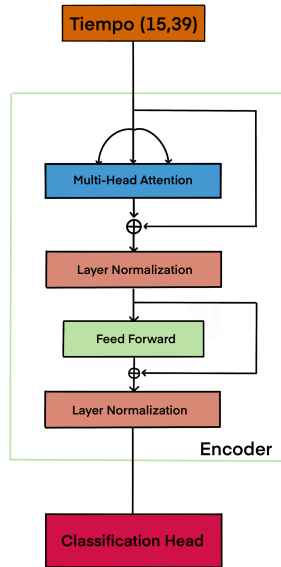 Tiempo (15,39)
Multi-Head Attention
Layer Normalization
Feed Forward
Layer Normalization
Encoder
Classification Head